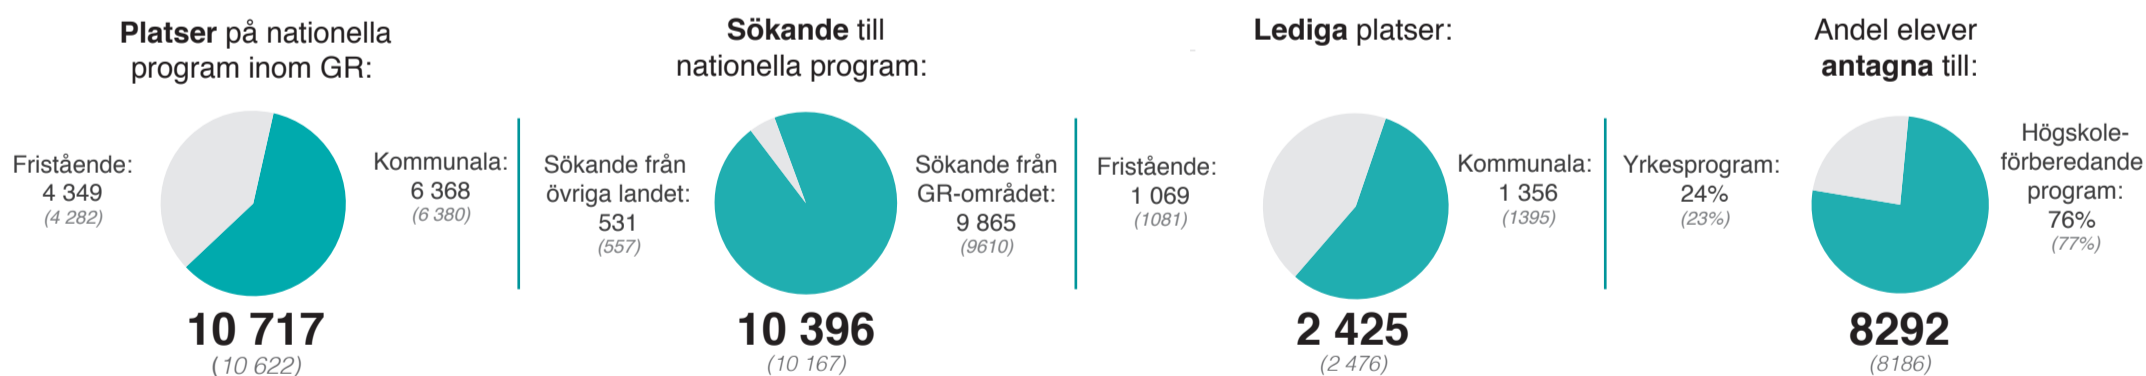 Platser på nationella
program inom GR:
Fristående:
4 349
(4 282)
Kommunala:
6 368
(6 380)
10 717
(10 622)
Sökande till
nationella program:
Sökande från
övriga landet:
531
(557)
Sökande från
GR-området:
9 865
(9610)
10 396
(10 167)
Lediga platser:
Fristående:
1 069
(1081)
Kommunala:
1 356
(1395)
2 425
(2 476)
Andel elever
antagna till:
Yrkesprogram:
24%
(23%)
Högskole-
förberedande
program:
76%
(77%)
8292
(8186)